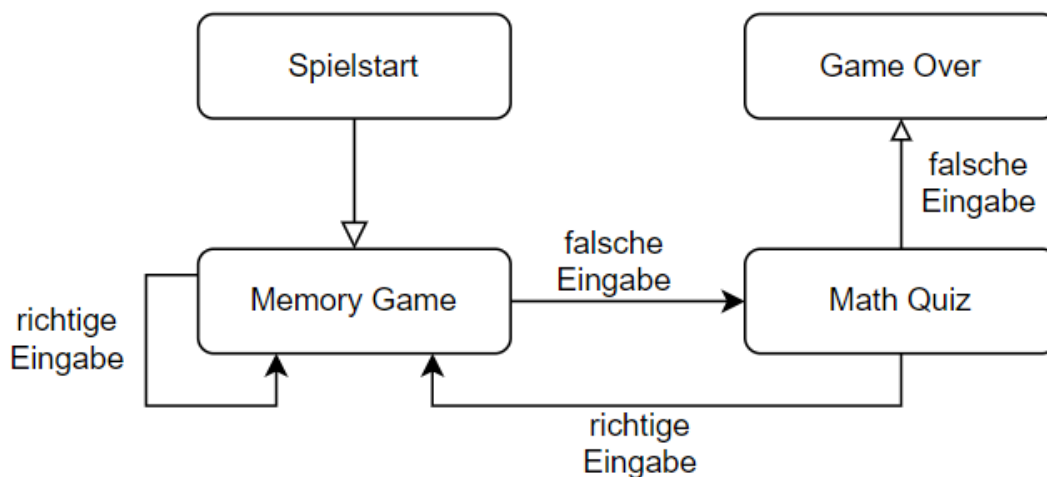 Spielstart
Game Over
falsche
Eingabe
falsche
Eingabe
Memory Game
Math Quiz
richtige
Eingabe
richtige
Eingabe